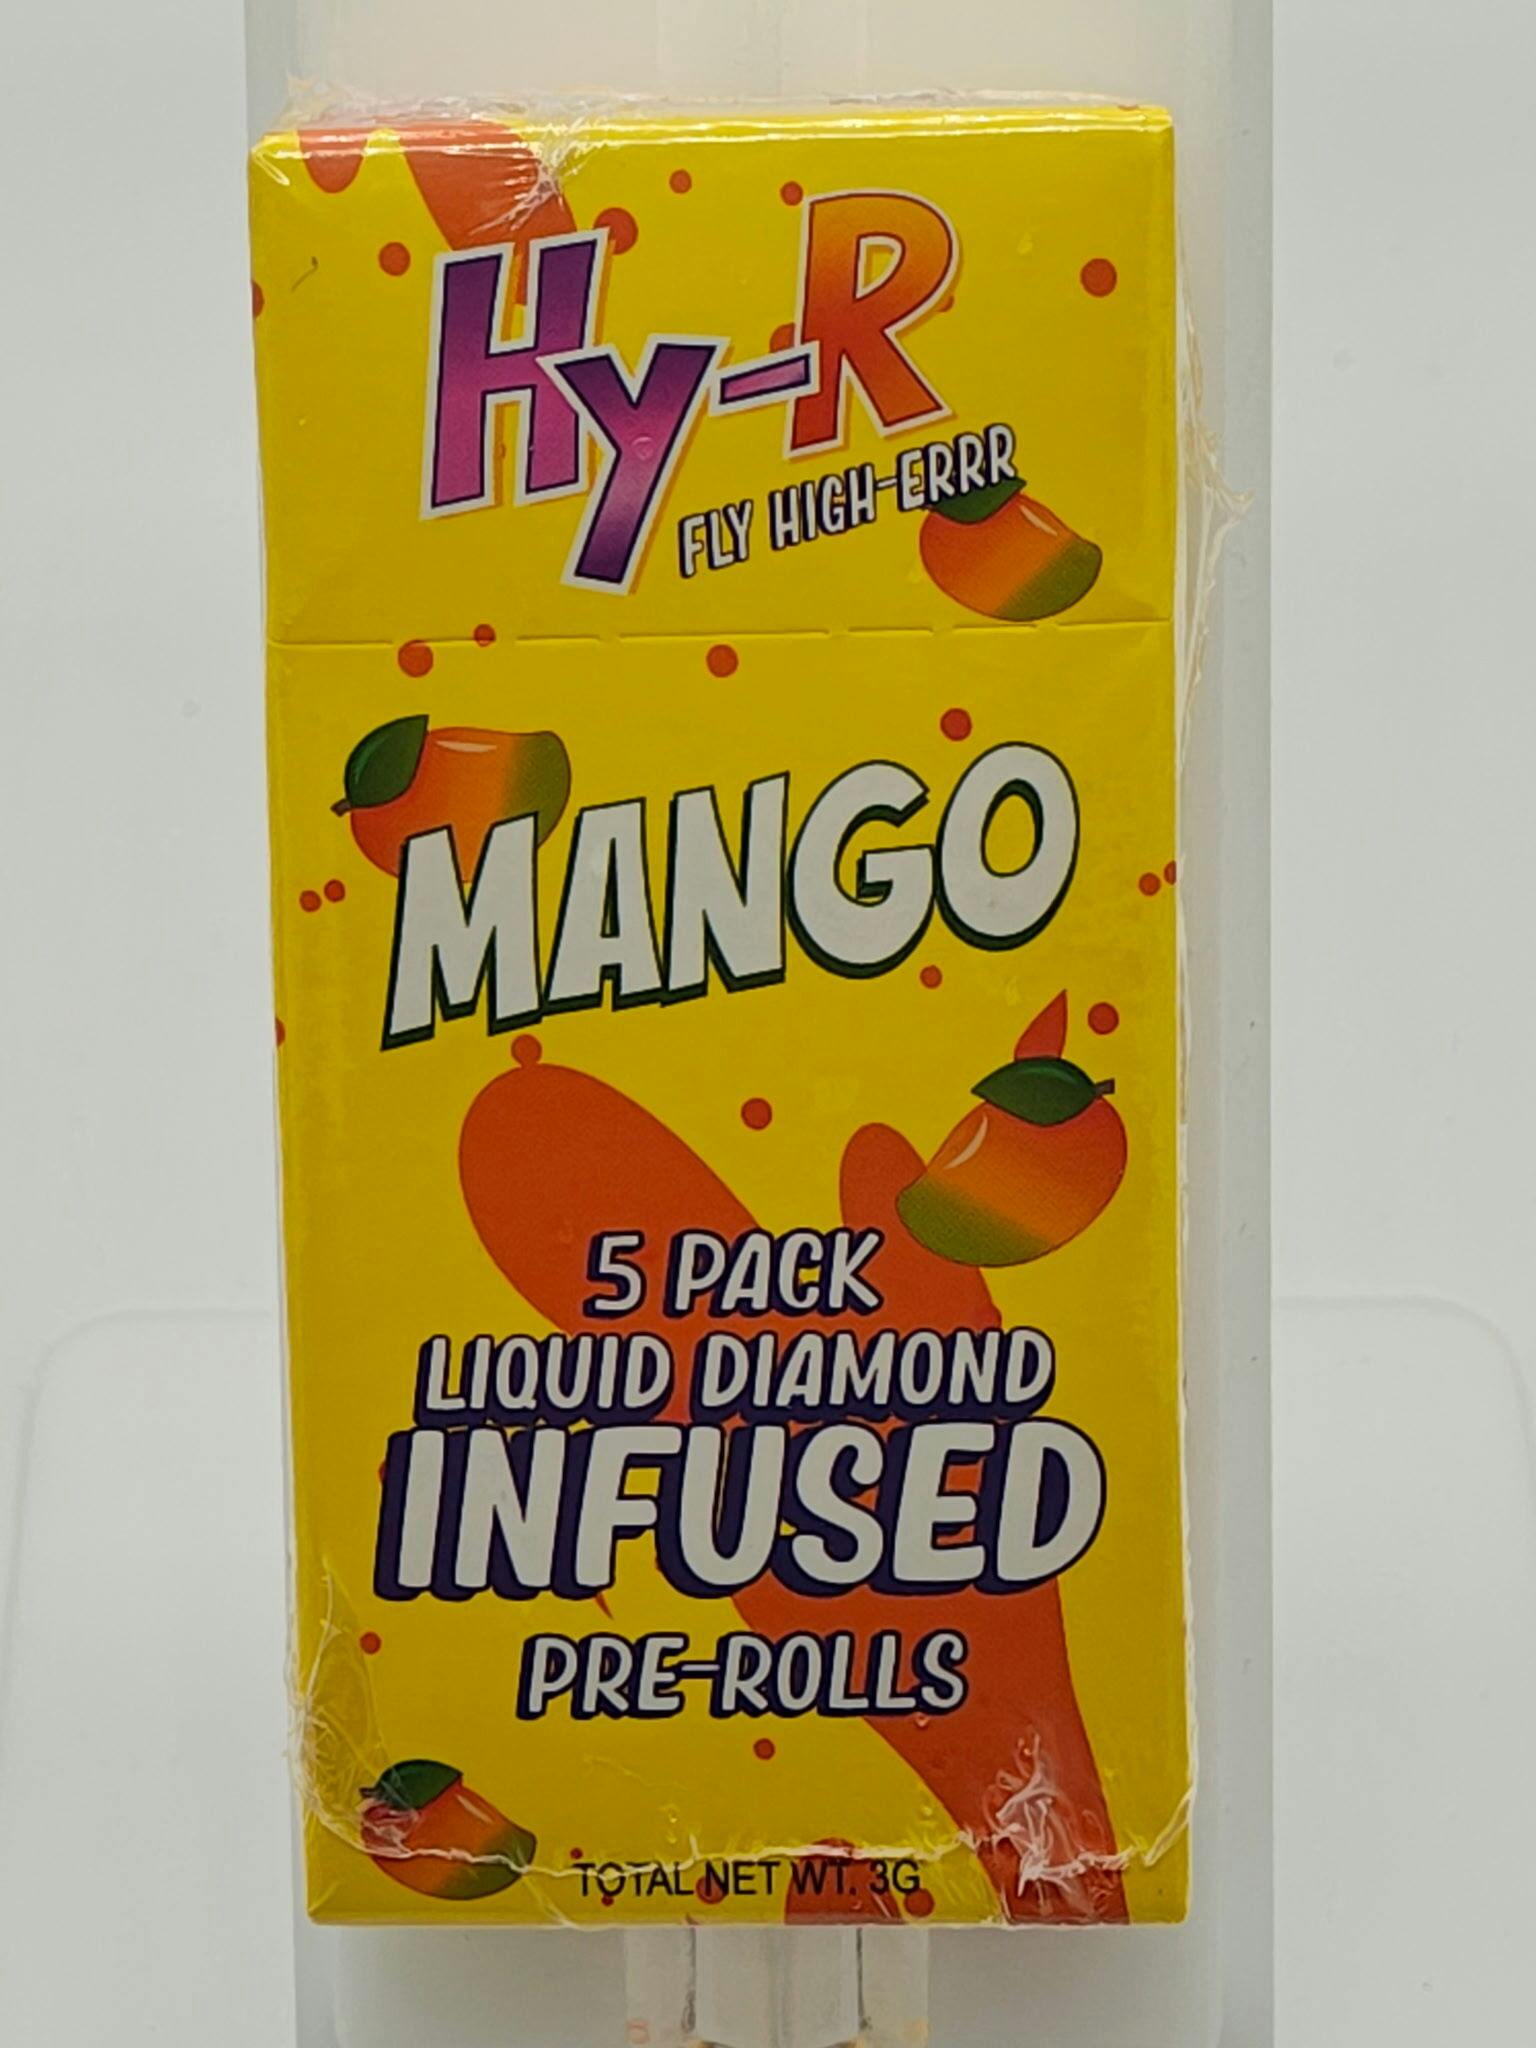 Hy-R
FLY HIGH-ERRR
MANGO
5 PACK
LIQUID DIAMOND
INFUSED
PRE-ROLLS
TOTAL NET WT. 3G